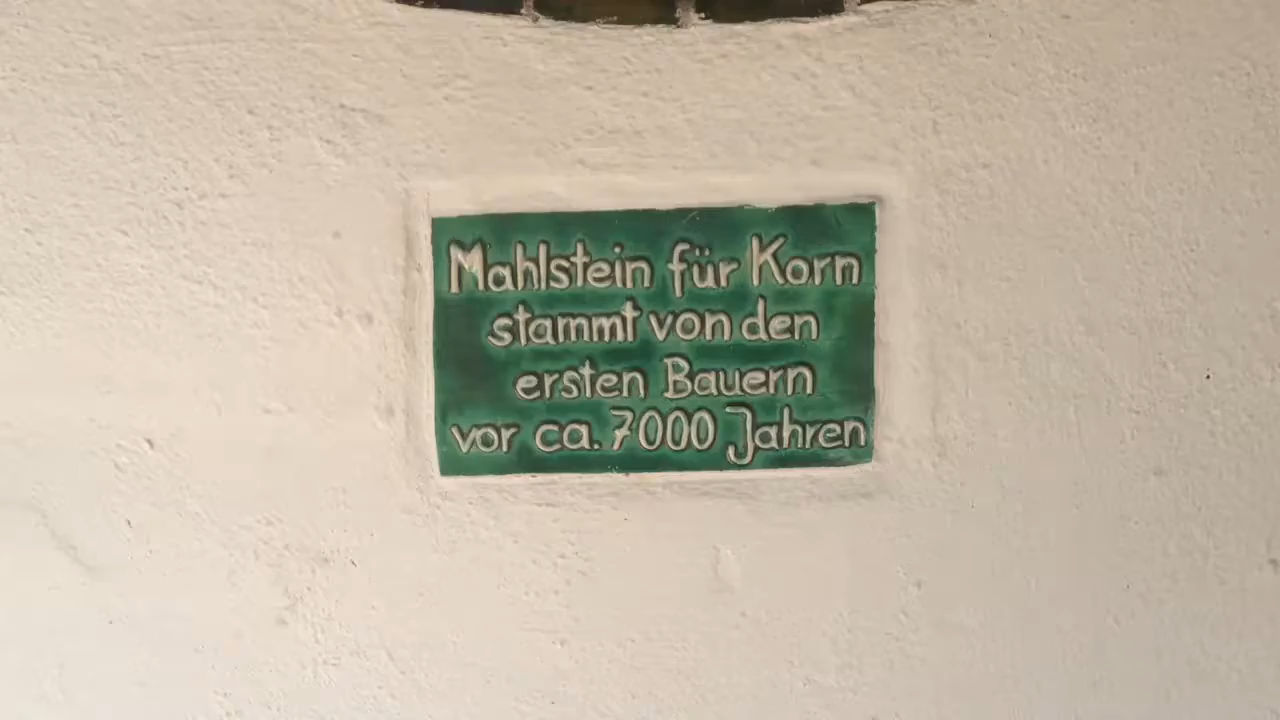 Mahlstein für Korn
stammt von den
ersten Bauern
vor ca. 7000 Jahren